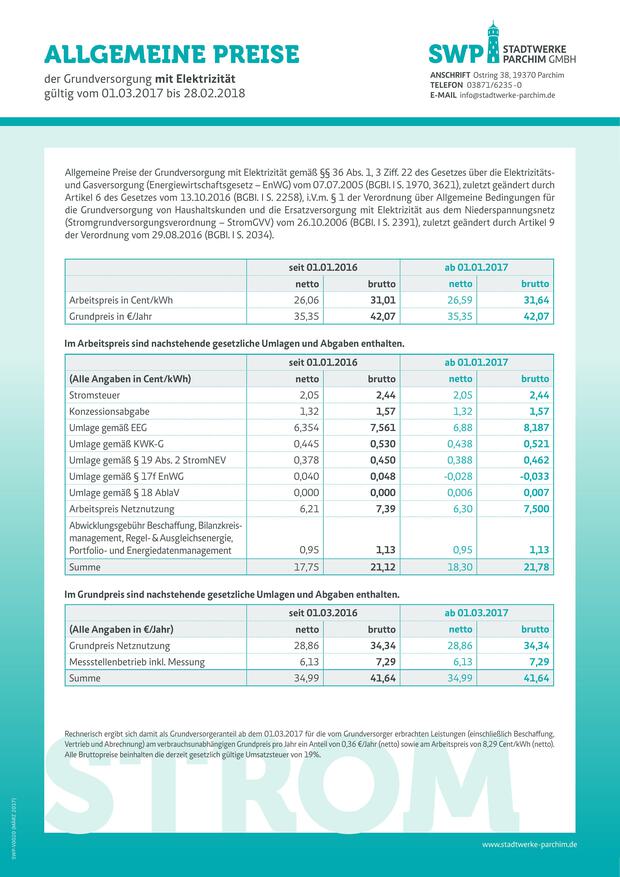 ALLGEMEINE PREISE
der Grundversorgung mit Elektrizität
gültig vom 01.03.2017 bis 28.02.2018
SWP STADTWERKE
PARCHIM GMBH
ANSCHRIFT Ostring 38, 19370 Parchim
TELEFON 03871/6235-0
E-MAIL info@stadtwerke-parchim.de
Allgemeine Preise der Grundversorgung mit Elektrizität gemäß §§ 36 Abs. 1, 3 Ziff. 22 des Gesetzes über die Elektrizitäts-
und Gasversorgung (Energiewirtschaftsgesetz – EnWG) vom 07.07.2005 (BGBl. I S. 1970, 3621), zuletzt geändert durch
Artikel 6 des Gesetzes vom 13.10.2016 (BGBl. I S. 2258), i.V.m. § 1 der Verordnung über Allgemeine Bedingungen für
die Grundversorgung von Haushaltskunden und die Ersatzversorgung mit Elektrizität aus dem Niederspannungsnetz
(Stromgrundversorgungsverordnung – StromGVV) vom 26.10.2006 (BGBl. I S. 2391), zuletzt geändert durch Artikel 9
der Verordnung vom 29.08.2016 (BGBl. I S. 2034).
seit 01.01.2016 ab 01.01.2017
netto brutto netto brutto
Arbeitspreis in Cent/kWh 26,06 31,01 26,59 31,64
Grundpreis in €/Jahr 35,35 42,07 35,35 42,07
Im Arbeitspreis sind nachstehende gesetzliche Umlagen und Abgaben enthalten.
seit 01.01.2016 ab 01.01.2017
(Alle Angaben in Cent/kWh) netto brutto netto brutto
Stromsteuer 2,05 2,44 2,05 2,44
Konzessionsabgabe 1,32 1,57 1,32 1,57
Umlage gemäß EEG 6,354 7,561 6,88 8,187
Umlage gemäß KWK-G 0,445 0,530 0,438 0,521
Umlage gemäß § 19 Abs. 2 StromNEV 0,378 0,450 0,388 0,462
Umlage gemäß § 17f EnWG 0,040 0,048 -0,028 -0,033
Umlage gemäß § 18 AblaV 0,000 0,000 0,006 0,007
Arbeitspreis Netznutzung 6,21 7,39 6,30 7,500
Abwicklungsgebühr Beschaffung, Bilanzkreis-
management, Regel- & Ausgleichsenergie,
Portfolio- und Energiedatenmanagement 0,95 1,13 0,95 1,13
Summe 17,75 21,12 18,30 21,78
Im Grundpreis sind nachstehende gesetzliche Umlagen und Abgaben enthalten.
seit 01.03.2016 ab 01.03.2017
(Alle Angaben in €/Jahr) netto brutto netto brutto
Grundpreis Netznutzung 28,86 34,34 28,86 34,34
Messstellenbetrieb inkl. Messung 6,13 7,29 6,13 7,29
Summe 34,99 41,64 34,99 41,64
Rechnerisch ergibt sich damit als Grundversorgeranteil ab dem 01.03.2017 für die vom Grundversorger erbrachten Leistungen (einschließlich Beschaffung,
Vertrieb und Abrechnung) am verbrauchsunabhängigen Grundpreis pro Jahr ein Anteil von 0,36 €/Jahr (netto) sowie am Arbeitspreis von 8,29 Cent/kWh (netto).
Alle Bruttopreise beinhalten die derzeit gesetzlich gültige Umsatzsteuer von 19%.
STROM
www.stadtwerke-parchim.de